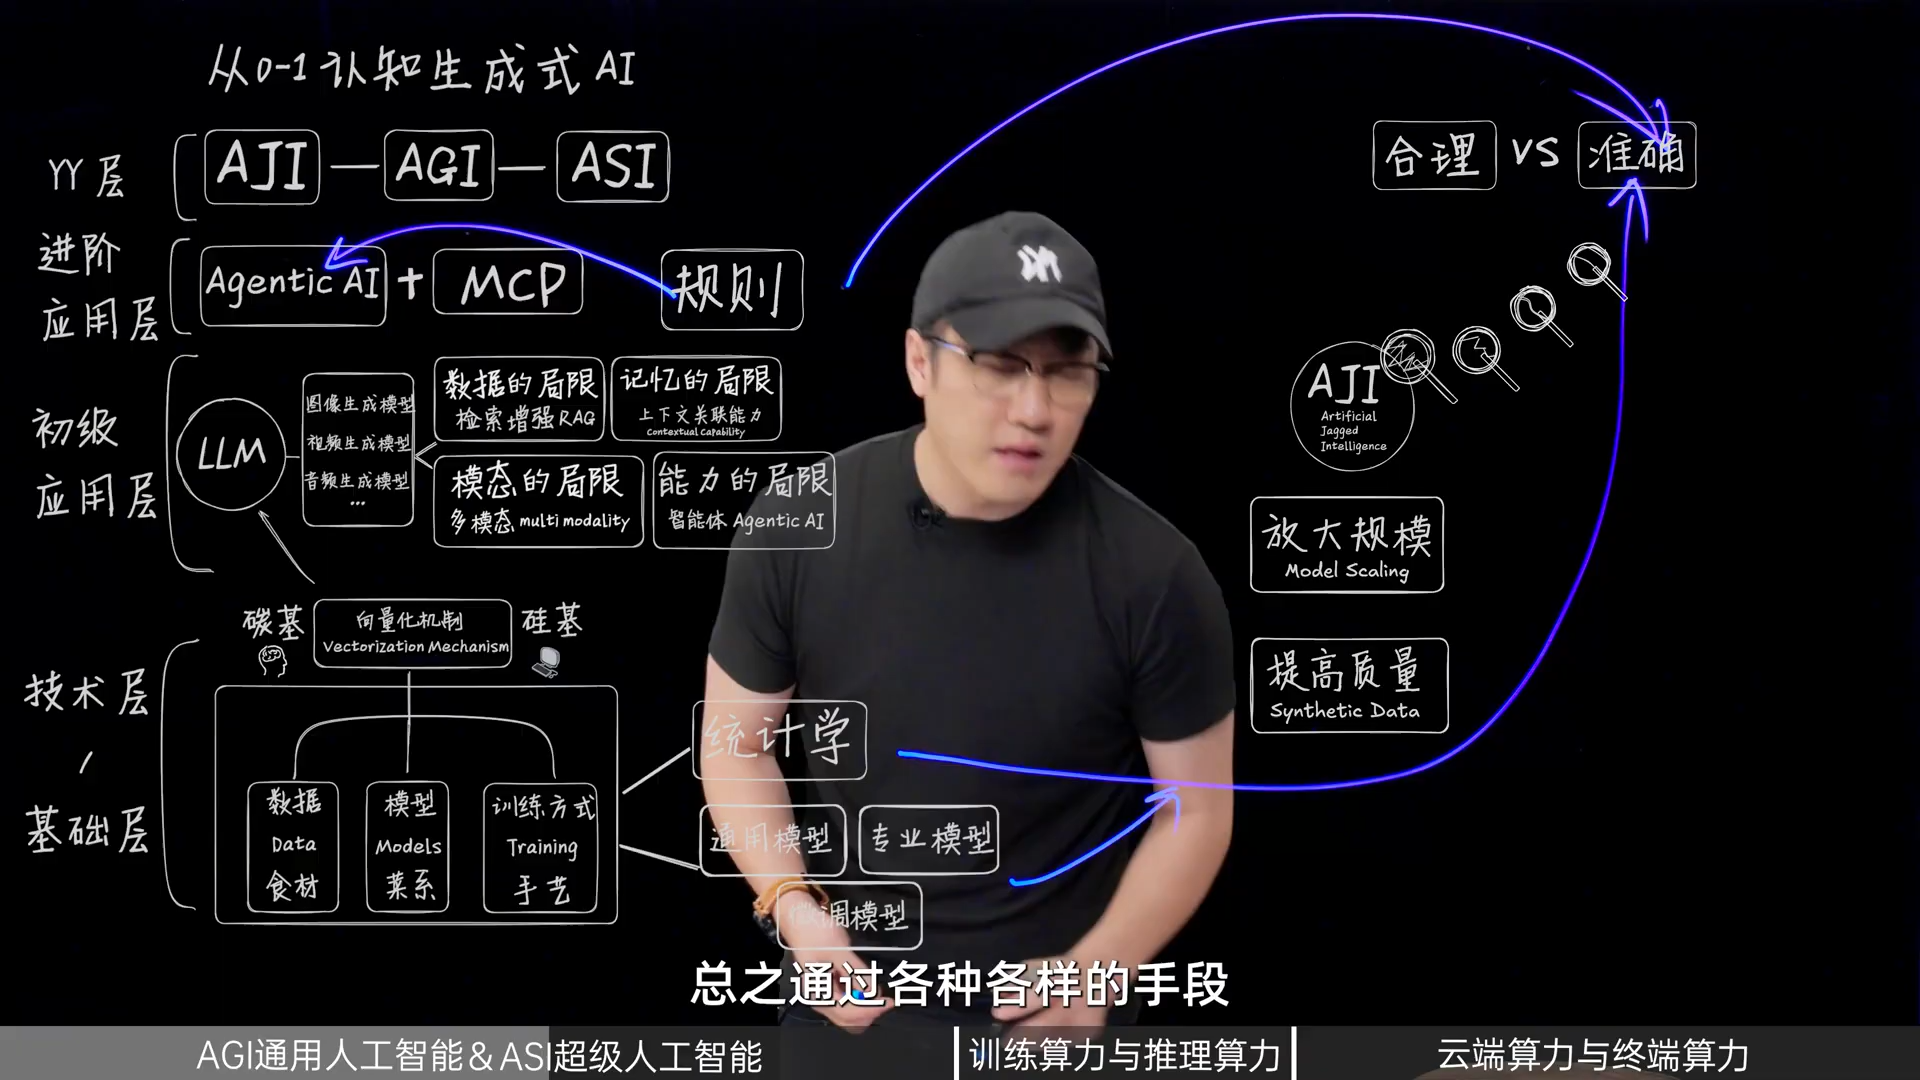 从0-1认知生成式AI
YY层
AJI — AGI — ASI
合理 VS 准确
进阶
应用层
Agentic AI + MCP
规则
初级
应用层
LLM
图像生成模型
视频生成模型
音频生成模型
...
数据的局限
检索增强RAG
记忆的局限
上下文关联能力
Contextual Capability
模态的局限
多模态 multi modality
能力的局限
智能体 Agentic AI
AJI
Artificial
Jagged
Intelligence
放大规模
Model Scaling
提高质量
Synthetic Data
技术层
/
基础层
碳基
向量化机制
Vectorization Mechanism
硅基
数据
Data
食材
模型
Models
菜系
训练方式
Training
手艺
统计学
通用模型
专业模型
微调模型
总之通过各种各样的手段
AGI通用人工智能&ASI超级人工智能
训练算力与推理算力
云端算力与终端算力